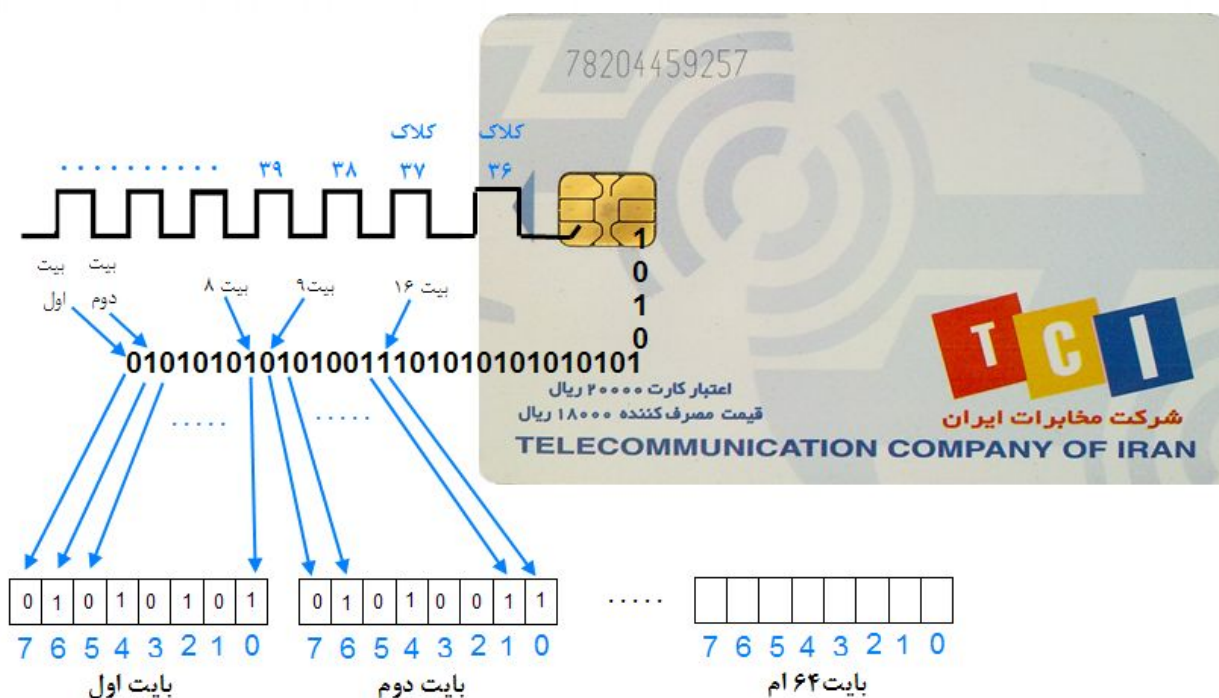 78204459257
کلاک کلاک
۳۶ ۳۷ ۳۸ ۳۹ . . . . . . . . . .
1
0
1
0
بیت اول
بیت دوم
بیت ۸
بیت۹
بیت ۱۶
010101010101001110101010101010101
TCI
اعتبار کارت ۲۰۰۰۰ ریال
قیمت مصرف کننده ۱۸۰۰۰ ریال
شرکت مخابرات ایران
TELECOMMUNICATION COMPANY OF IRAN
. . . . . . . . . .
0 1 0 1 0 1 0 1
7 6 5 4 3 2 1 0
بایت اول
0 1 0 1 0 0 1 1
7 6 5 4 3 2 1 0
بایت دوم
. . . . .
7 6 5 4 3 2 1 0
بایت۶۴ ام